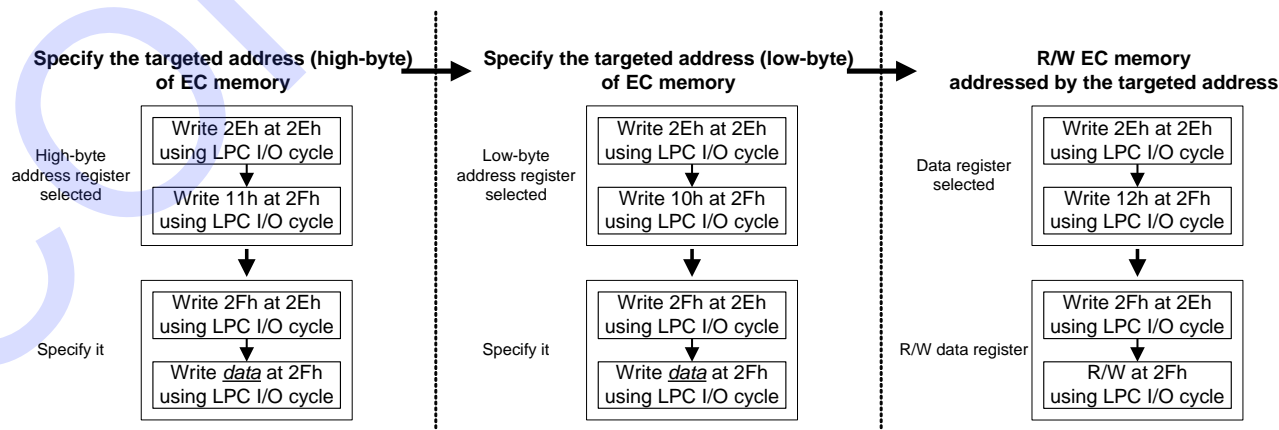 Specify the targeted address (high-byte)
of EC memory
High-byte
address register
selected
Write 2Eh at 2Eh
using LPC I/O cycle
Write 11h at 2Fh
using LPC I/O cycle
Specify it
Write 2Fh at 2Eh
using LPC I/O cycle
Write data at 2Fh
using LPC I/O cycle
Specify the targeted address (low-byte)
of EC memory
Low-byte
address register
selected
Write 2Eh at 2Eh
using LPC I/O cycle
Write 10h at 2Fh
using LPC I/O cycle
Specify it
Write 2Fh at 2Eh
using LPC I/O cycle
Write data at 2Fh
using LPC I/O cycle
R/W EC memory
addressed by the targeted address
Data register
selected
Write 2Eh at 2Eh
using LPC I/O cycle
Write 12h at 2Fh
using LPC I/O cycle
R/W data register
Write 2Fh at 2Eh
using LPC I/O cycle
R/W at 2Fh
using LPC I/O cycle